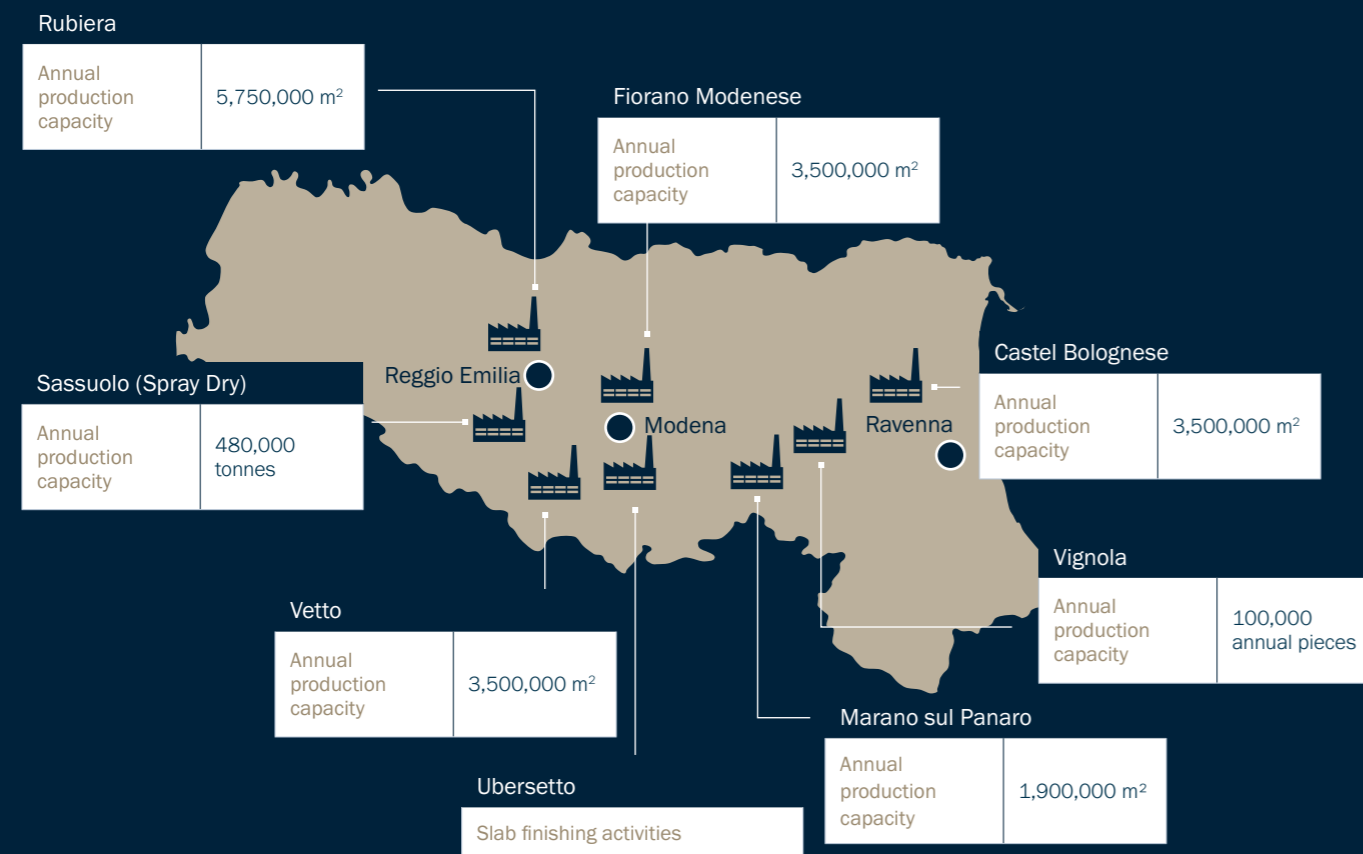 Rubiera
Annual
production
capacity
5,750,000 m²
Fiorano Modenese
Annual
production
capacity
3,500,000 m²
Reggio Emilia
Modena
Ravenna
Castel Bolognese
Annual
production
capacity
3,500,000 m²
Sassuolo (Spray Dry)
Annual
production
capacity
480,000
tonnes
Vignola
Annual
production
capacity
100,000
annual pieces
Vetto
Annual
production
capacity
3,500,000 m²
Marano sul Panaro
Annual
production
capacity
1,900,000 m²
Ubersetto
Slab finishing activities